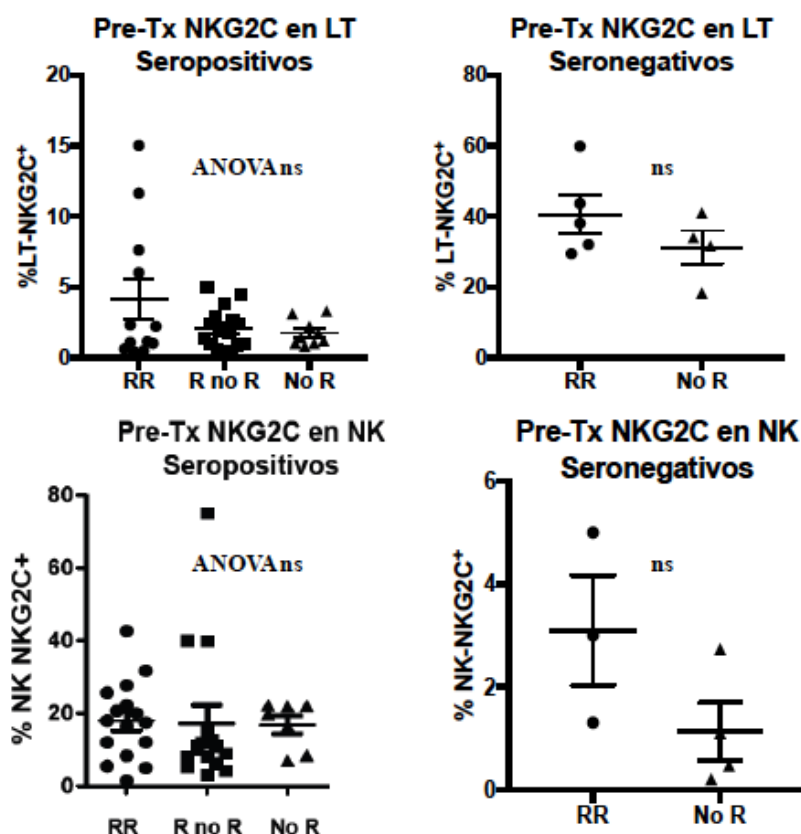 Pre-Tx NKG2C en LT
Seropositivos
20
15
10
5
0
%LT-NKG2C⁺
ANOVA ns
RR R no R No R
Pre-Tx NKG2C en LT
Seronegativos
80
60
40
20
0
% LT-NKG2C⁺
ns
RR No R
Pre-Tx NKG2C en NK
Seropositivos
80
60
40
20
0
% NK NKG2C+
ANOVA ns
RR R no R No R
Pre-Tx NKG2C en NK
Seronegativos
6
4
2
0
% NK-NKG2C⁺
ns
RR No R